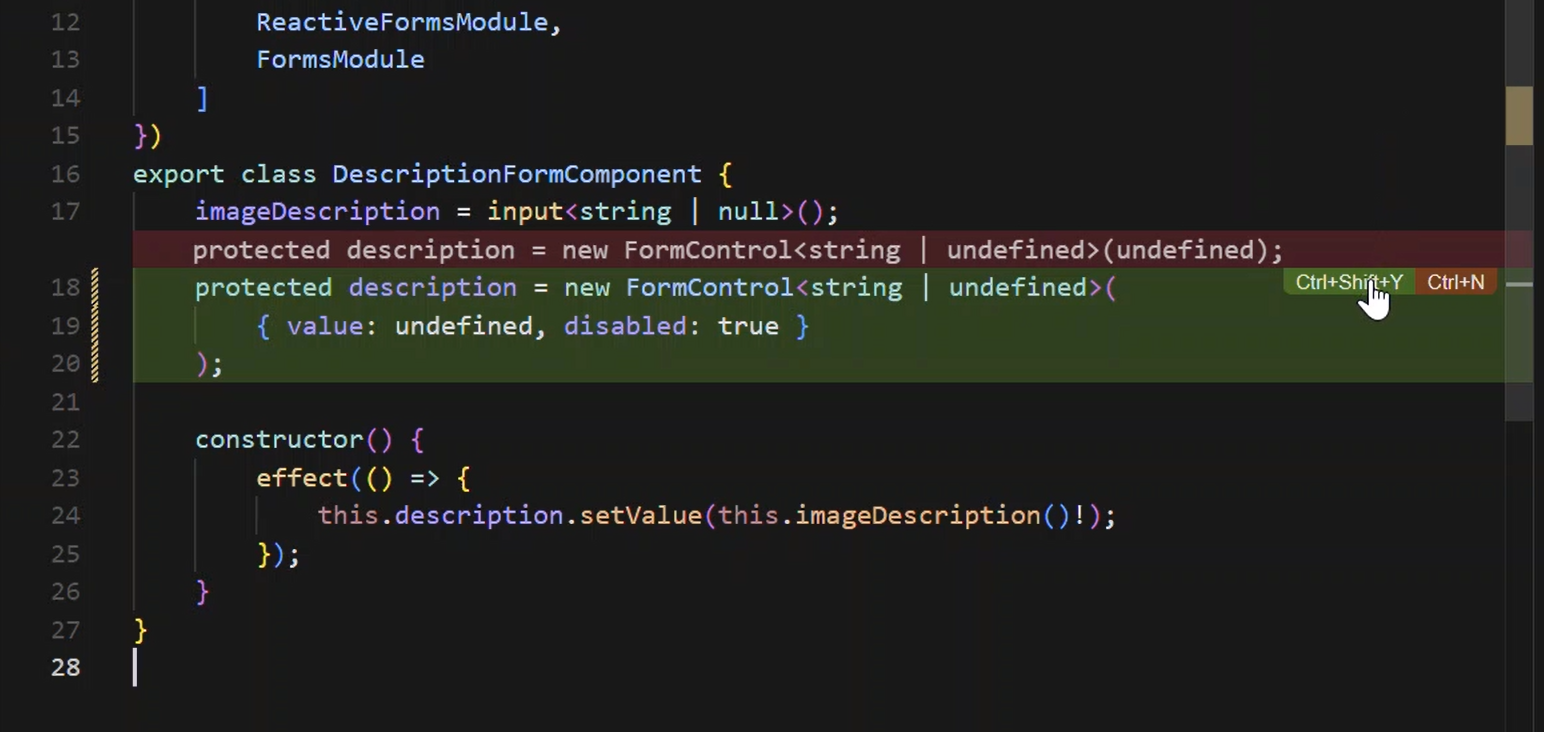 12 ReactiveFormsModule,
13 FormsModule
14 ]
15 })
16 export class DescriptionFormComponent {
17 imageDescription = input<string | null>();
protected description = new FormControl<string | undefined>(undefined);
18 protected description = new FormControl<string | undefined>( Ctrl+Shift+Y Ctrl+N
19 { value: undefined, disabled: true }
20 );
21
22 constructor() {
23 effect(() => {
24 this.description.setValue(this.imageDescription()!);
25 });
26 }
27 }
28